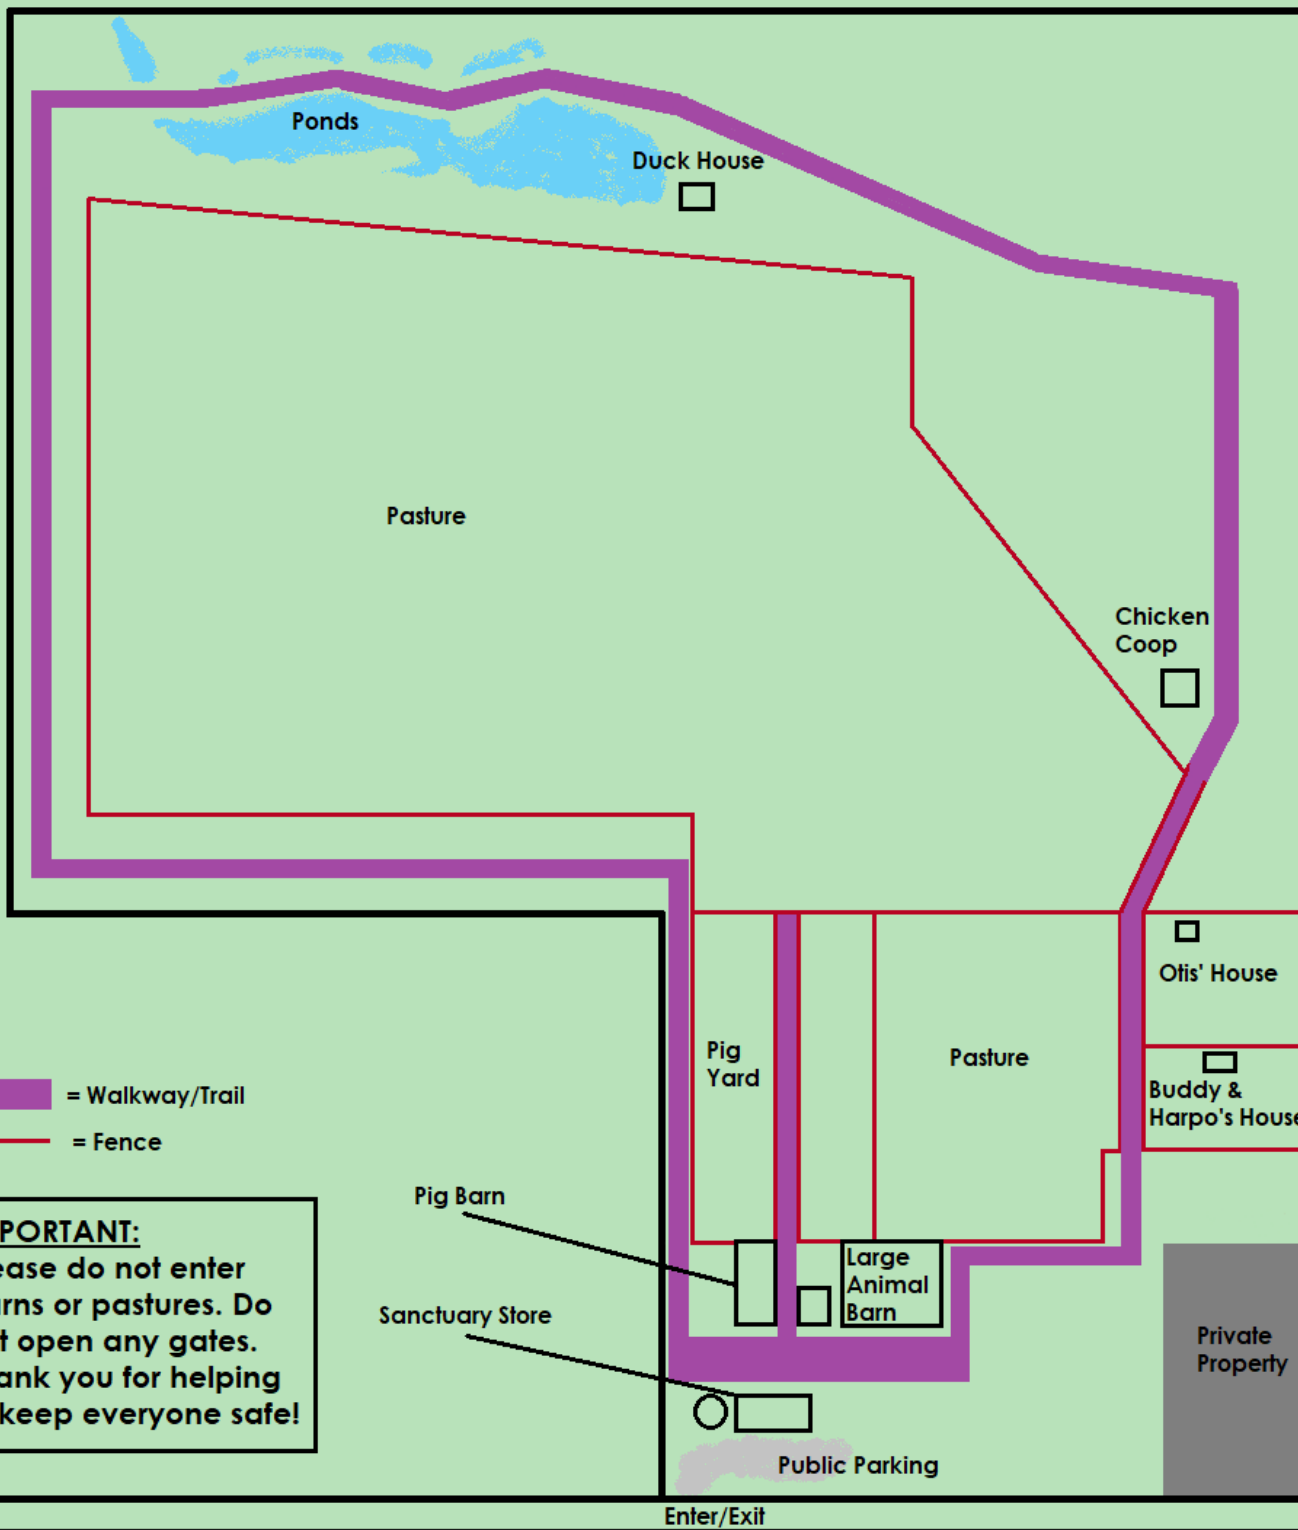 Ponds
Duck House
Pasture
Chicken
Coop
Otis' House
Pig
Yard
Pasture
Buddy &
Harpo's House
= Walkway/Trail
= Fence
Pig Barn
PORTANT:
ease do not enter
rns or pastures. Do
t open any gates.
ank you for helping
keep everyone safe!
Large
Animal
Barn
Sanctuary Store
Private
Property
Public Parking
Enter/Exit